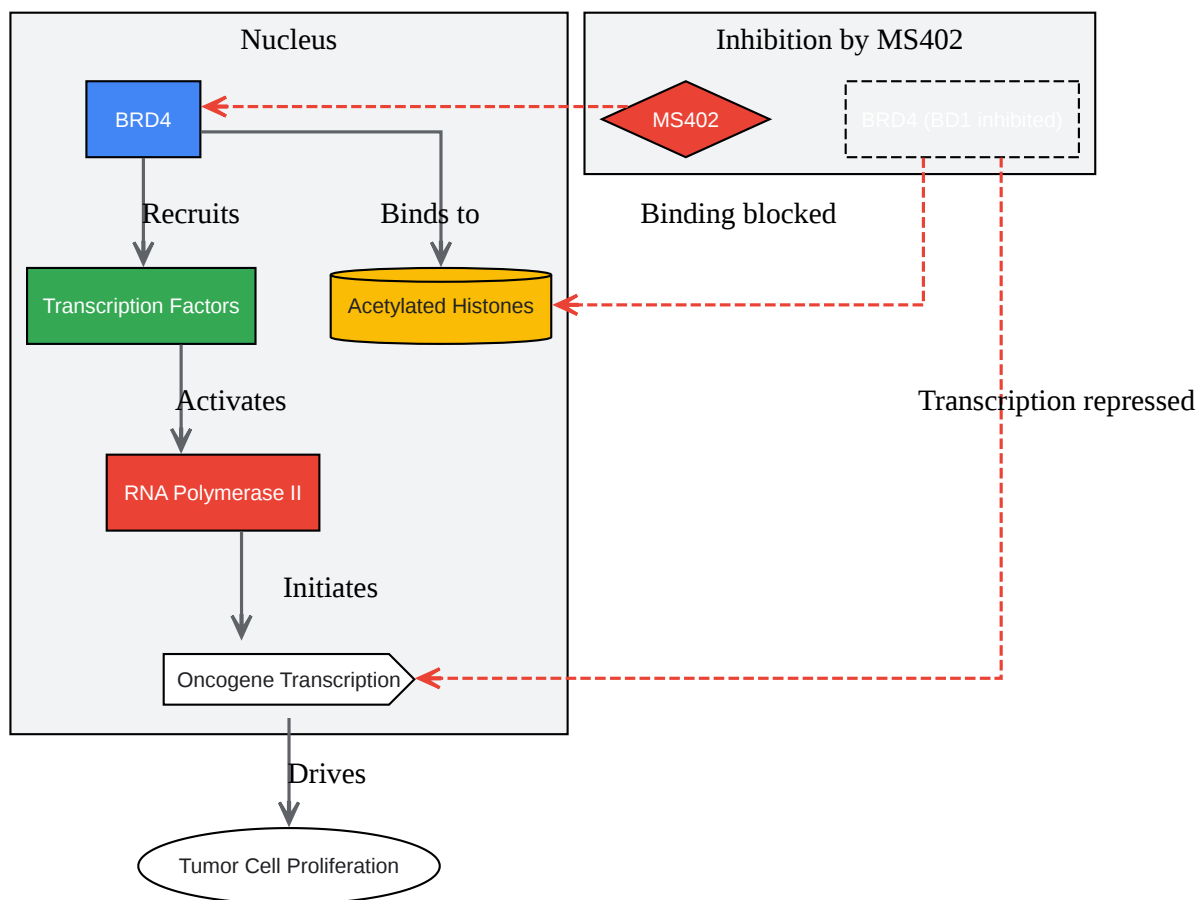 Nucleus
Inhibition by MS402
BRD4
MS402
BRD4 (BD1 inhibited)
Recruits
Binds to
Binding blocked
Transcription Factors
Acetylated Histones
Activates
Transcription repressed
RNA Polymerase II
Initiates
Oncogene Transcription
Drives
Tumor Cell Proliferation